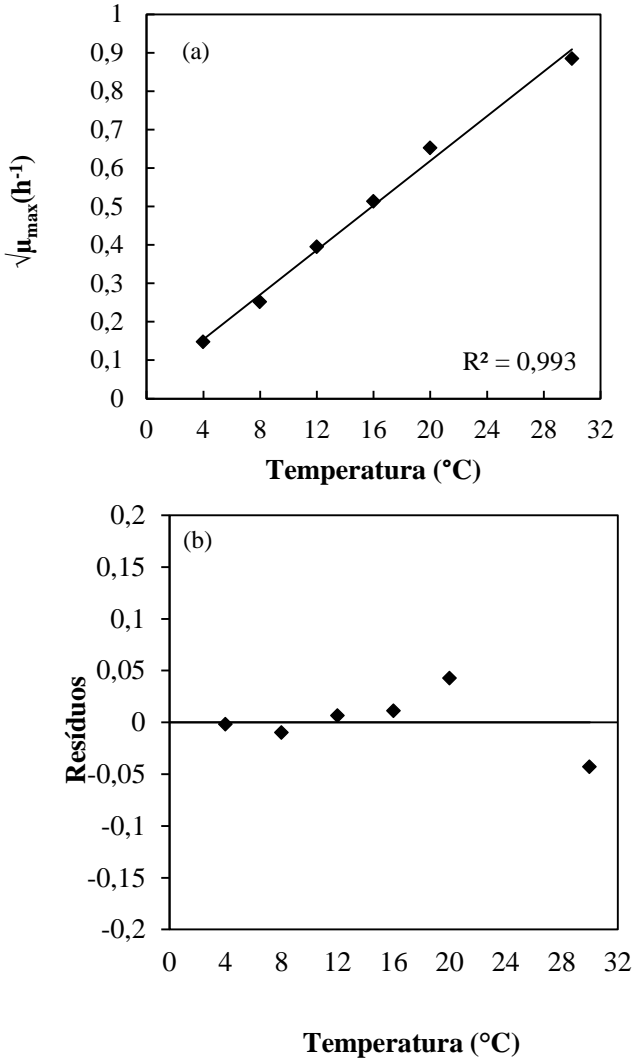 1
0,9
0,8
0,7
0,6
0,5
0,4
0,3
0,2
0,1
0
(a)
√μmax(h-1)
R² = 0,993
0 4 8 12 16 20 24 28 32
Temperatura (°C)
0,2
0,15
0,1
0,05
0
-0,05
-0,1
-0,15
-0,2
(b)
Resíduos
0 4 8 12 16 20 24 28 32
Temperatura (°C)